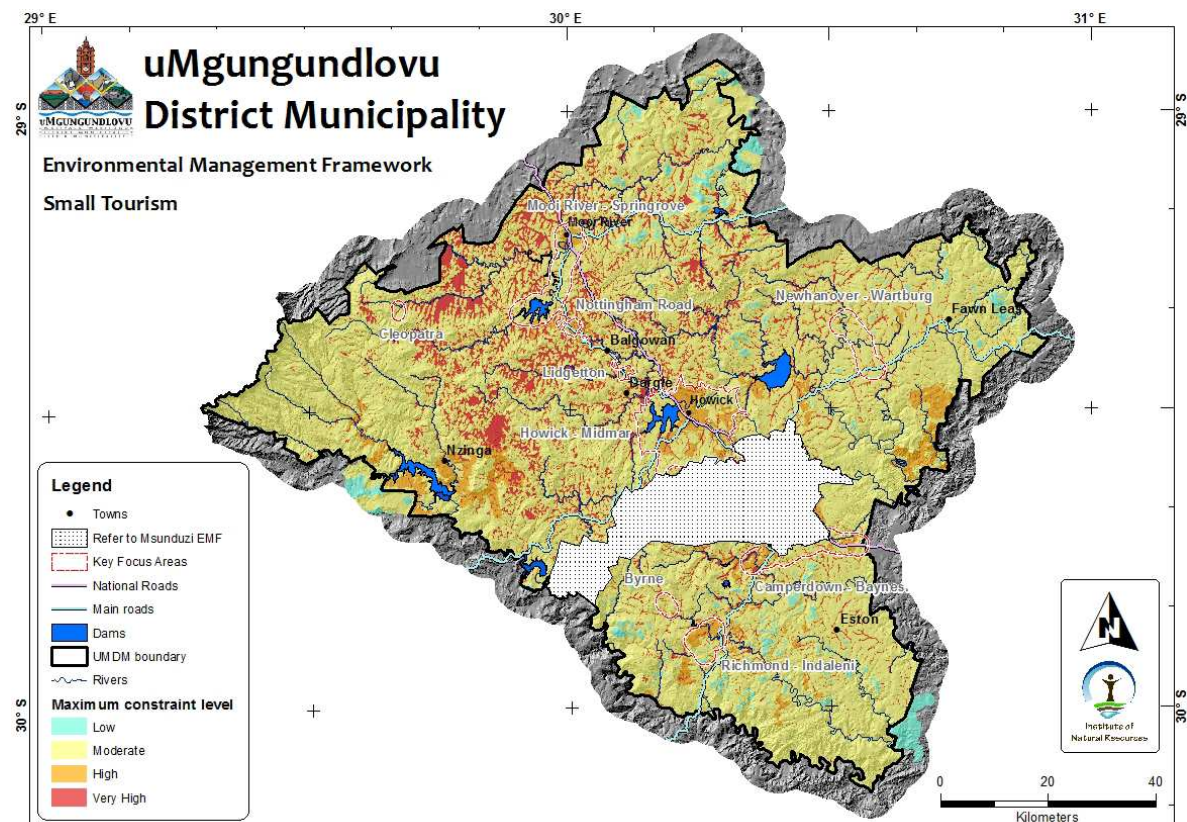 29° E
30° E
31° E
uMgungundlovu
District Municipality
uMGUNGUNDLOVU
Environmental Management Framework
Small Tourism
29° S
29° S
Mooi River - Springrove
Mooi River
Newhanover - Wartburg
Nottingham Road
Fawn Leas
Cleopatra
Balgowan
Lidgetton
Dargle
Howick
Howick - Midmar
Nzinga
Byrne
Camperdown - Baynes
Eston
Richmond - Indaleni
30° S
30° S
Legend
Towns
Refer to Msunduzi EMF
Key Focus Areas
National Roads
Main roads
Dams
UMDM boundary
Rivers
Maximum constraint level
Low
Moderate
High
Very High
N
Institute of
Natural Resources
0 20 40
Kilometers